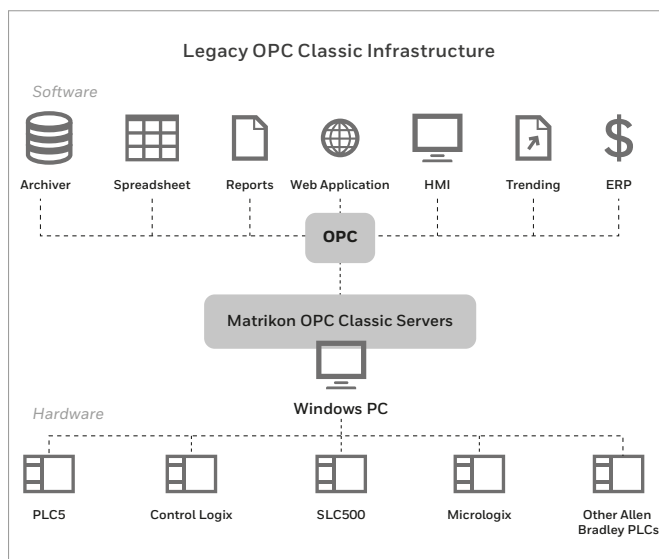 Legacy OPC Classic Infrastructure
Software
Archiver
Spreadsheet
Reports
Web Application
HMI
Trending
ERP
OPC
Matrikon OPC Classic Servers
Windows PC
Hardware
PLC5
Control Logix
SLC500
Micrologix
Other Allen
Bradley PLCs